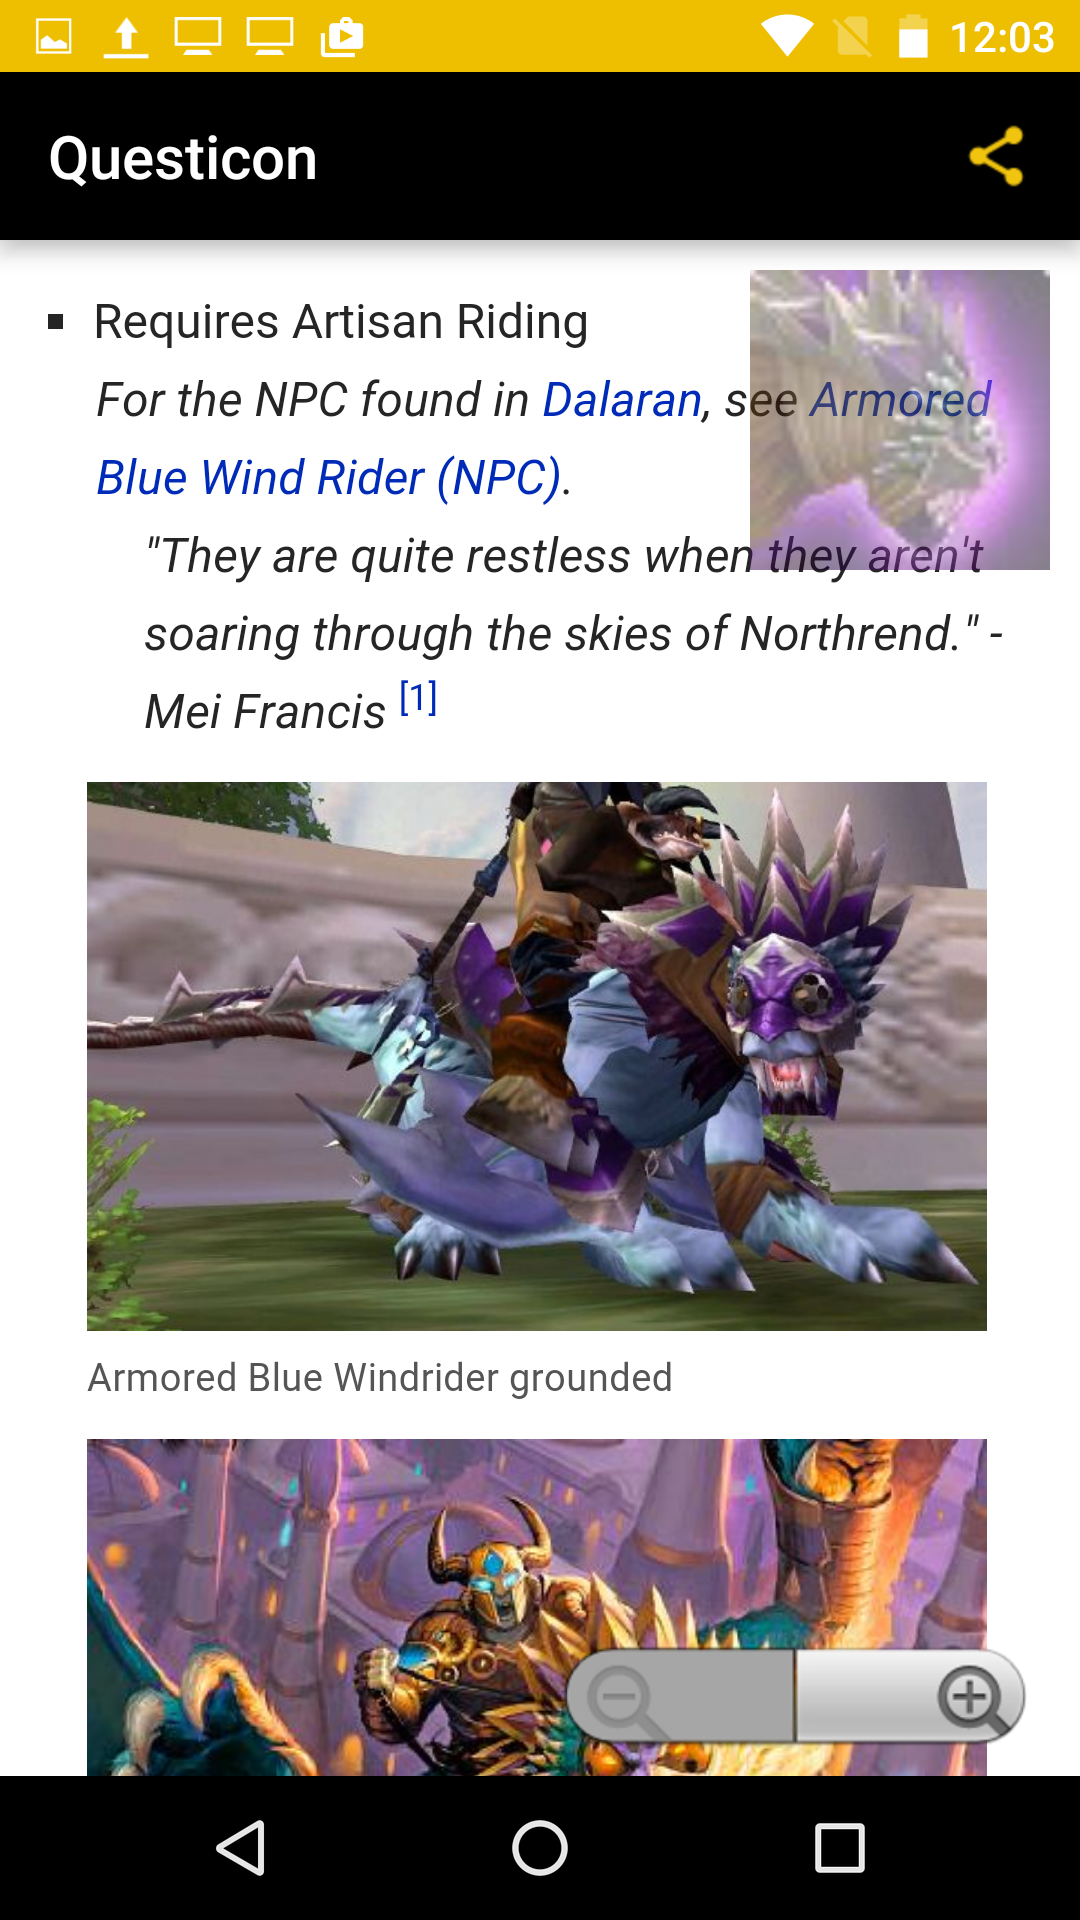 12:03
Questicon
Requires Artisan Riding
For the NPC found in Dalaran, see Armored
Blue Wind Rider (NPC).
"They are quite restless when they aren't
soaring through the skies of Northrend." -
Mei Francis [1]
Armored Blue Windrider grounded